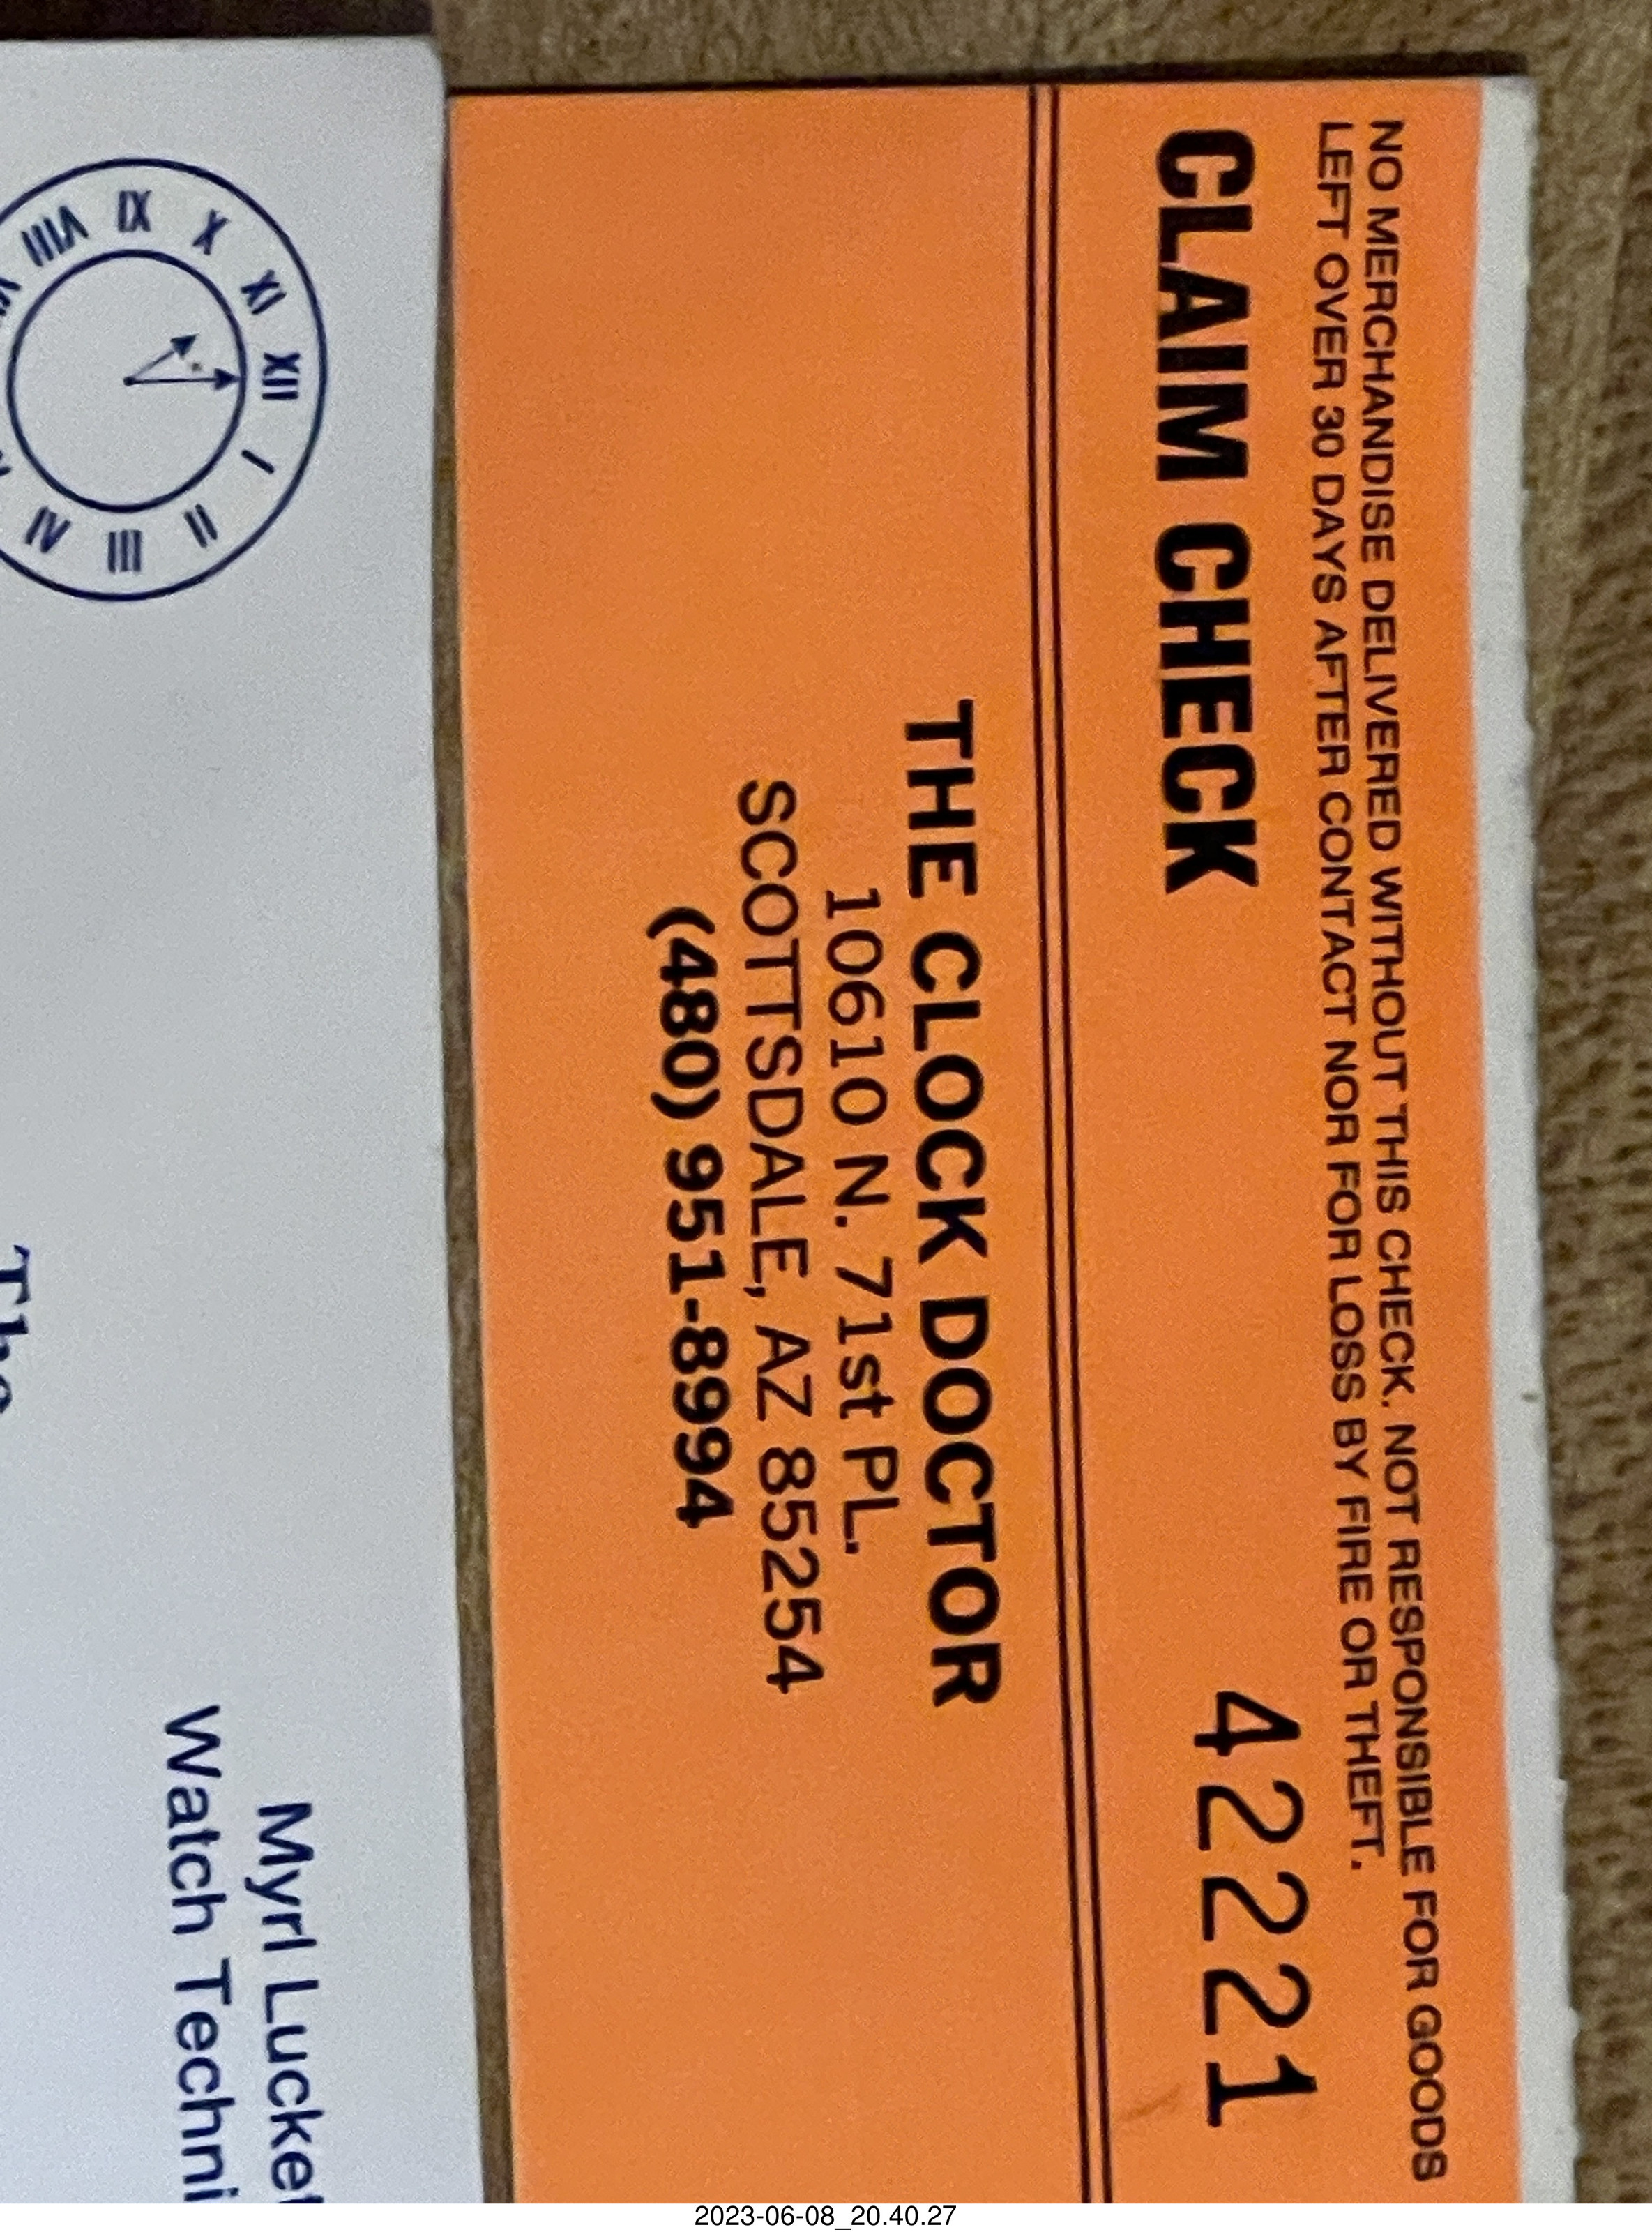 NO MERCHANDISE DELIVERED WITHOUT THIS CHECK. NOT RESPONSIBLE FOR GOODS
LEFT OVER 30 DAYS AFTER CONTACT NOR FOR LOSS BY FIRE OR THEFT.
CLAIM CHECK 42221
THE CLOCK DOCTOR
10610 N. 71st PL.
SCOTTSDALE, AZ 85254
(480) 951-8994
XII
I
II
III
IV
VIII
IX
X
XI
Myrl
Watch
2023-06-08_20.40.27